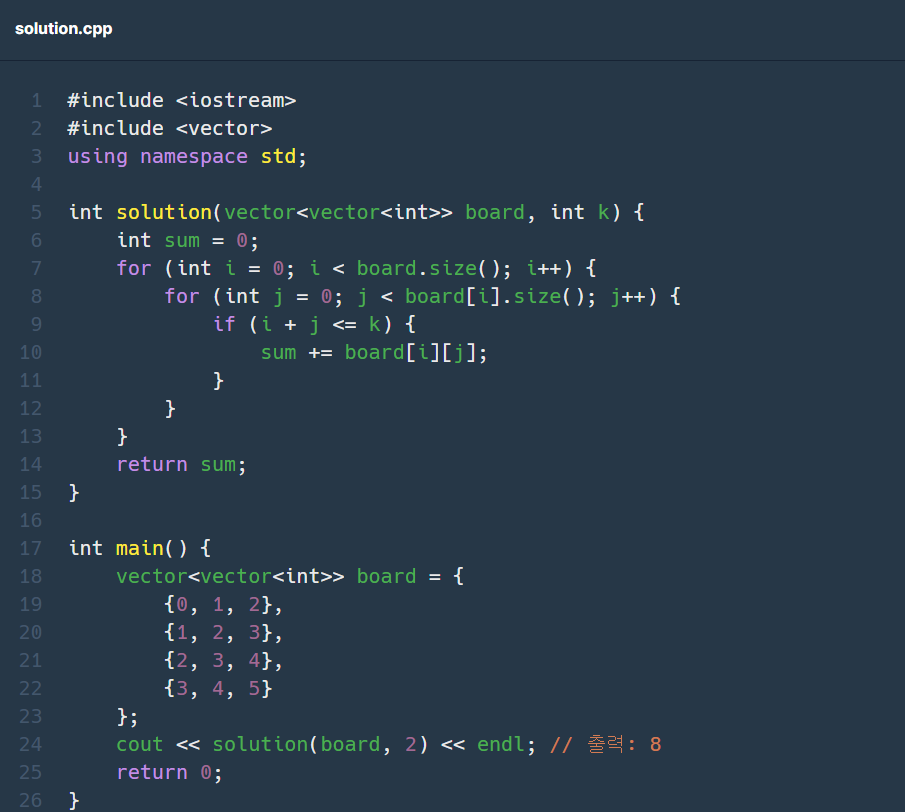 solution.cpp
1 #include <iostream>
2 #include <vector>
3 using namespace std;
4
5 int solution(vector<vector<int>> board, int k) {
6     int sum = 0;
7     for (int i = 0; i < board.size(); i++) {
8         for (int j = 0; j < board[i].size(); j++) {
9             if (i + j <= k) {
10                 sum += board[i][j];
11             }
12         }
13     }
14     return sum;
15 }
16
17 int main() {
18     vector<vector<int>> board = {
19         {0, 1, 2},
20         {1, 2, 3},
21         {2, 3, 4},
22         {3, 4, 5}
23     };
24     cout << solution(board, 2) << endl; // 출력: 8
25     return 0;
26 }